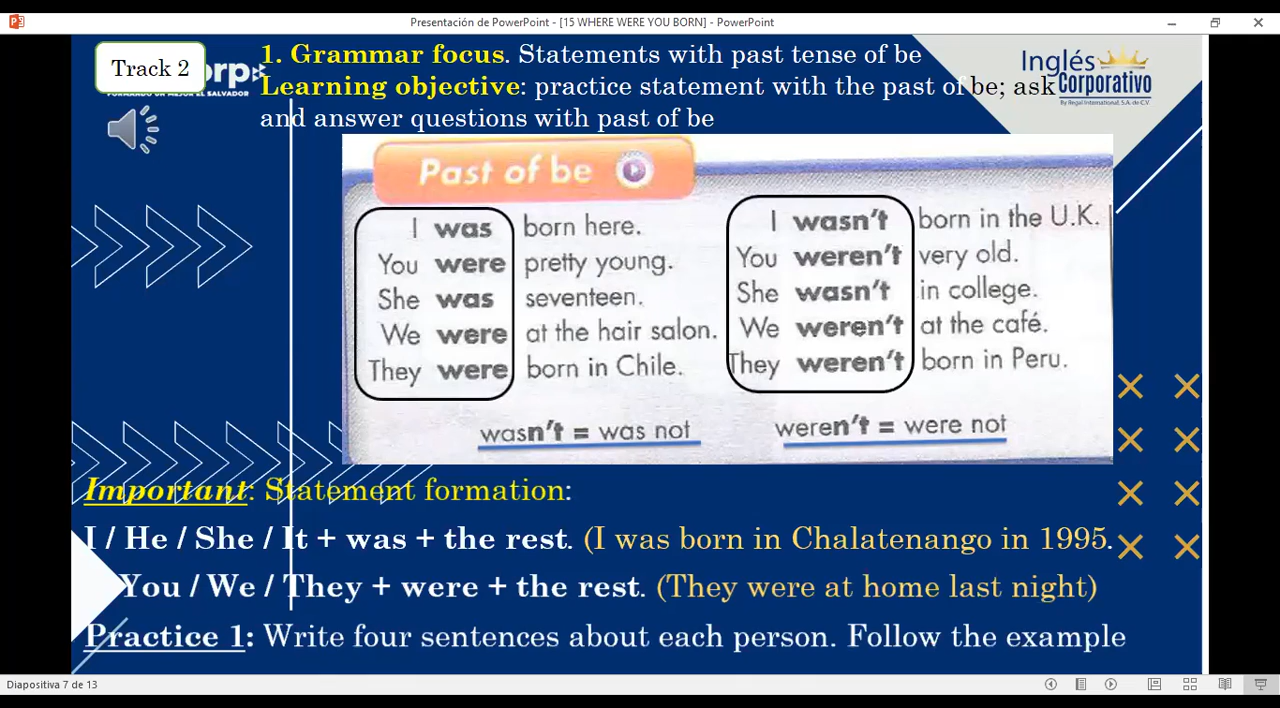 Presentación de PowerPoint - [15 WHERE WERE YOU BORN] - PowerPoint
Track 2
1. Grammar focus. Statements with past tense of be
Learning objective: practice statement with the past of be; ask
and answer questions with past of be
Inglés
Corporativo
By Regal International, S.A. de C.V.
FORMANDO UN MEJOR EL SALVADOR
Past of be
I was born here.
You were pretty young.
She was seventeen.
We were at the hair salon.
They were born in Chile.
wasn't = was not
I wasn't born in the U.K.
You weren't very old.
She wasn't in college.
We weren't at the café.
They weren't born in Peru.
weren't = were not
Important: Statement formation:
I / He / She / It + was + the rest. (I was born in Chalatenango in 1995.
You / We / They + were + the rest. (They were at home last night)
Practice 1: Write four sentences about each person. Follow the example
Diapositiva 7 de 13